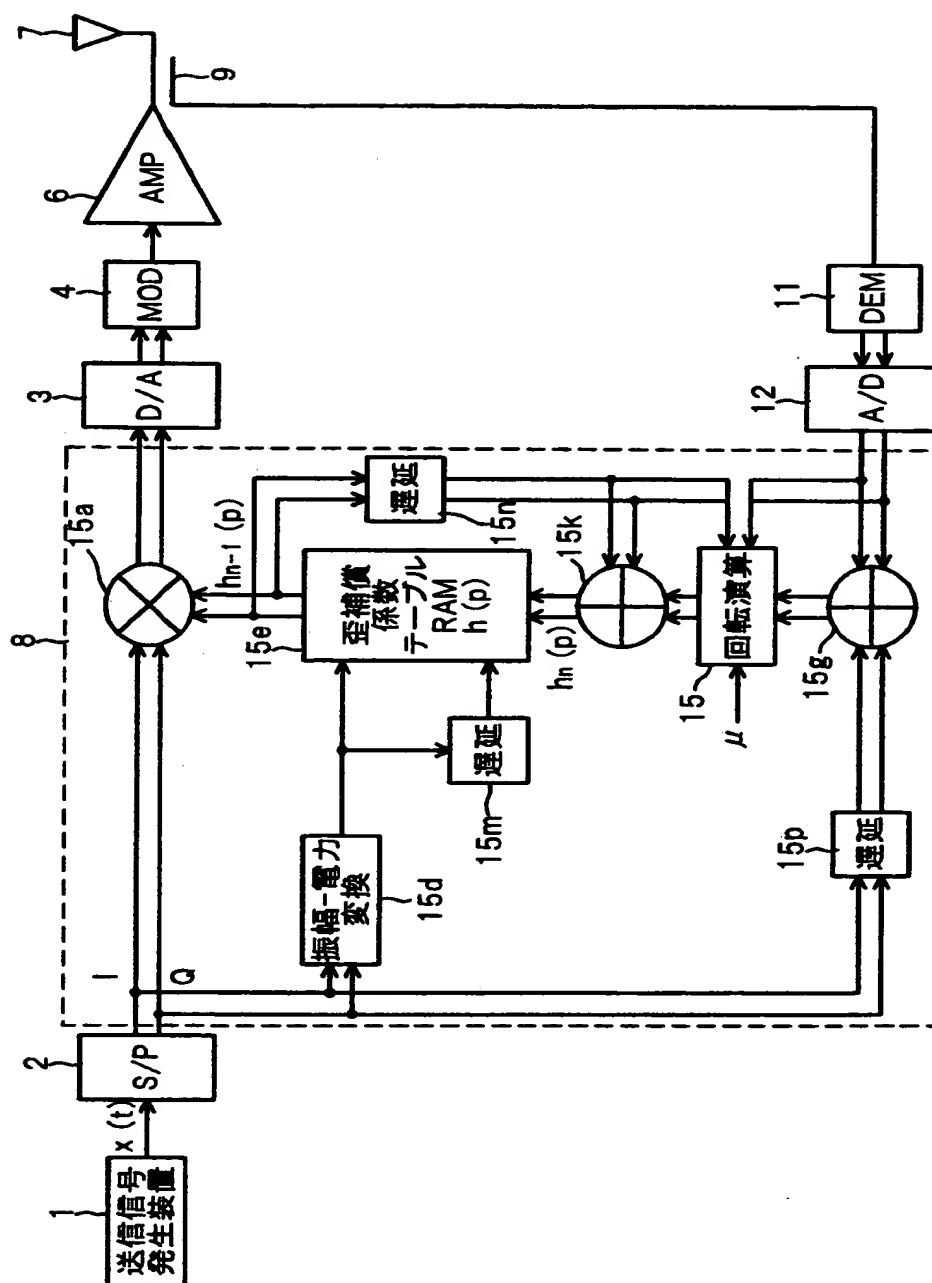 1
送信信号
発生装置
x(t)
2
S/P
I
Q
8
15a
3
D/A
4
MOD
6
AMP
7
9
振幅-電力
変換
15d
遅延
15m
15e
歪補償
係数
テーブル
RAM
h(p)
hn-1(p)
遅延
15n
hn(p)
15k
15
回転演算
μ
15p
遅延
15g
12
A/D
11
DEM